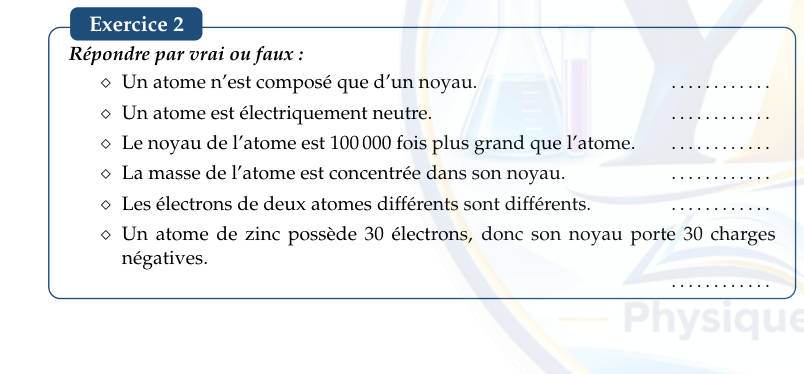 Exercice 2
Répondre par vrai ou faux :
⋄ Un atome n’est composé que d’un noyau. ............
⋄ Un atome est électriquement neutre. ............
⋄ Le noyau de l’atome est 100 000 fois plus grand que l’atome. ............
⋄ La masse de l’atome est concentrée dans son noyau. ............
⋄ Les électrons de deux atomes différents sont différents. ............
⋄ Un atome de zinc possède 30 électrons, donc son noyau porte 30 charges
négatives.
............
Physique